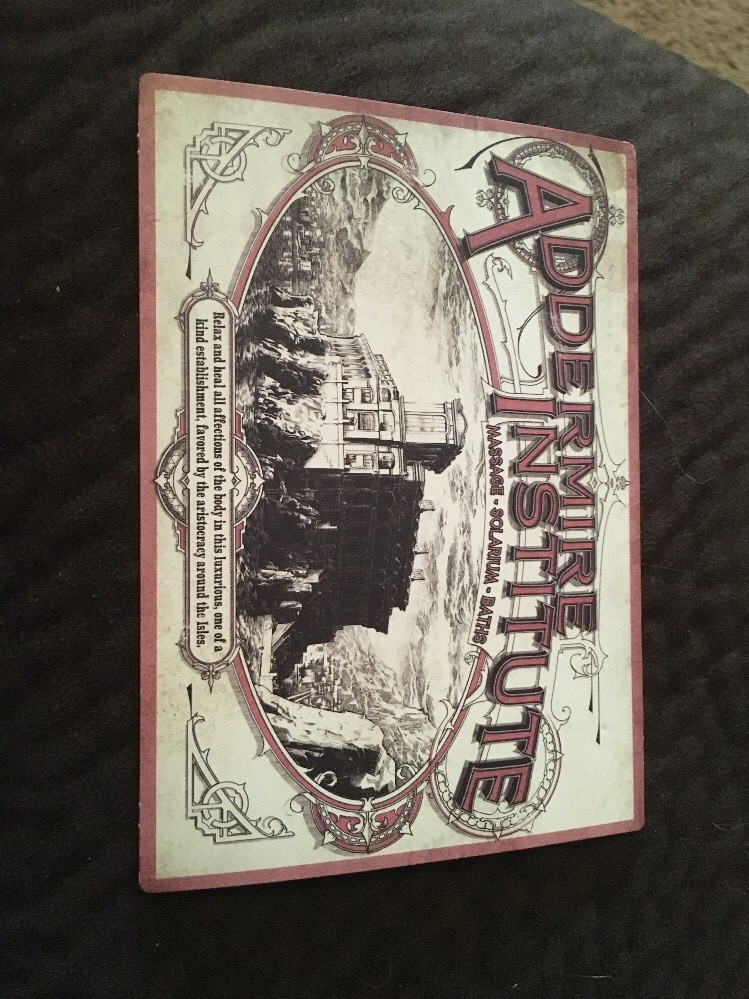 ADDERMIRE
INSTITUTE
MASSAGE - SOLARIUM - BATHS
Relax and heal all affections of the body in this luxurious, one of a
kind establishment, favored by the aristocracy around the Isles.